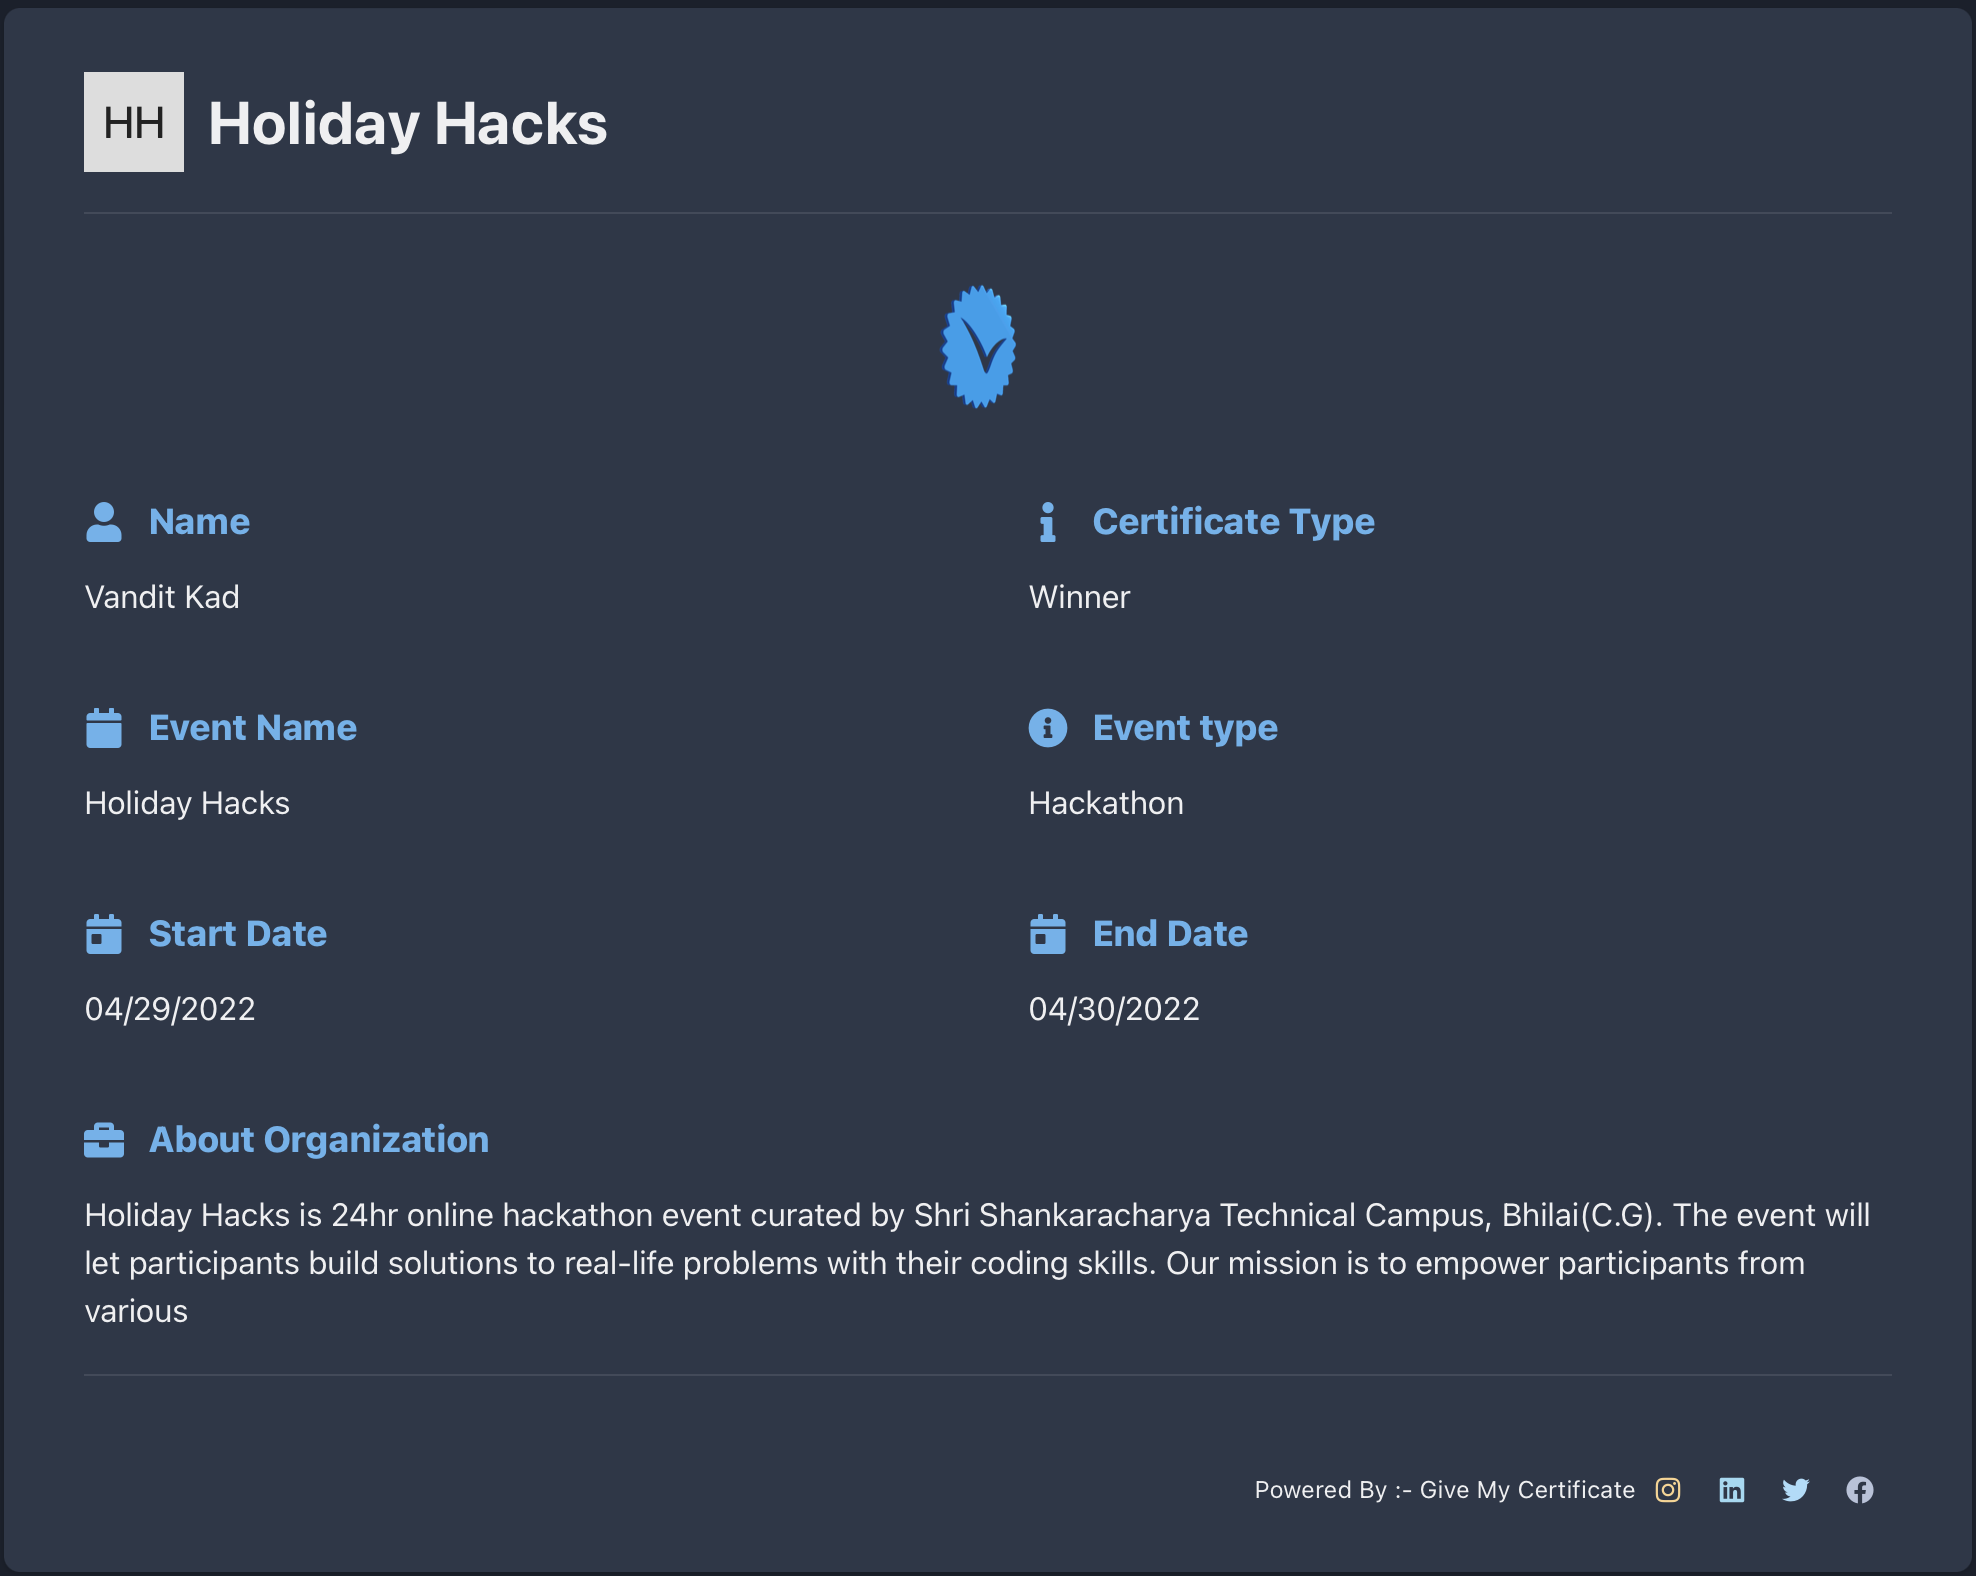 HH
Holiday Hacks
Name
Certificate Type
Vandit Kad
Winner
Event Name
Event type
Holiday Hacks
Hackathon
Start Date
End Date
04/29/2022
04/30/2022
About Organization
Holiday Hacks is 24hr online hackathon event curated by Shri Shankaracharya Technical Campus, Bhilai(C.G). The event will
let participants build solutions to real-life problems with their coding skills. Our mission is to empower participants from
various
Powered By :- Give My Certificate